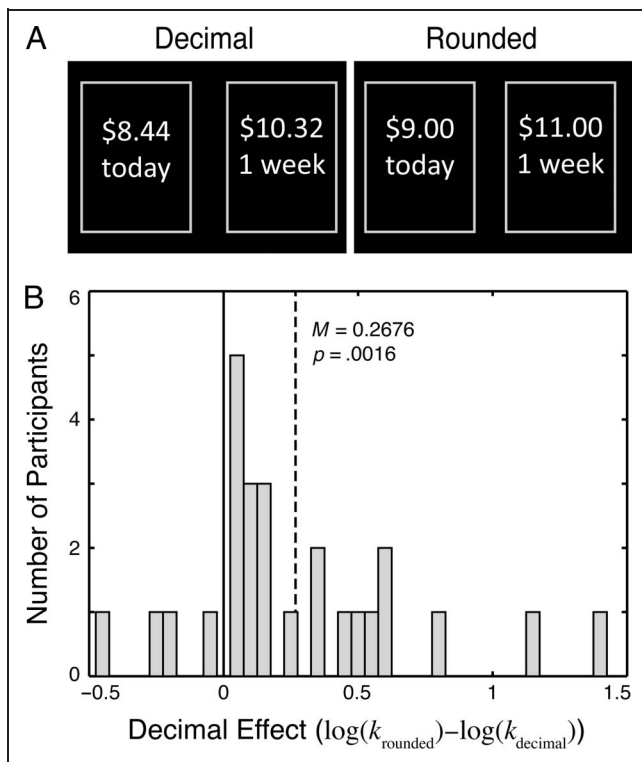 A
Decimal
Rounded
$8.44
today
$10.32
1 week
$9.00
today
$11.00
1 week
B
6
4
2
0
M = 0.2676
p = .0016
Number of Participants
−0.5
0
0.5
1
1.5
Decimal Effect (log(k_rounded)−log(k_decimal))